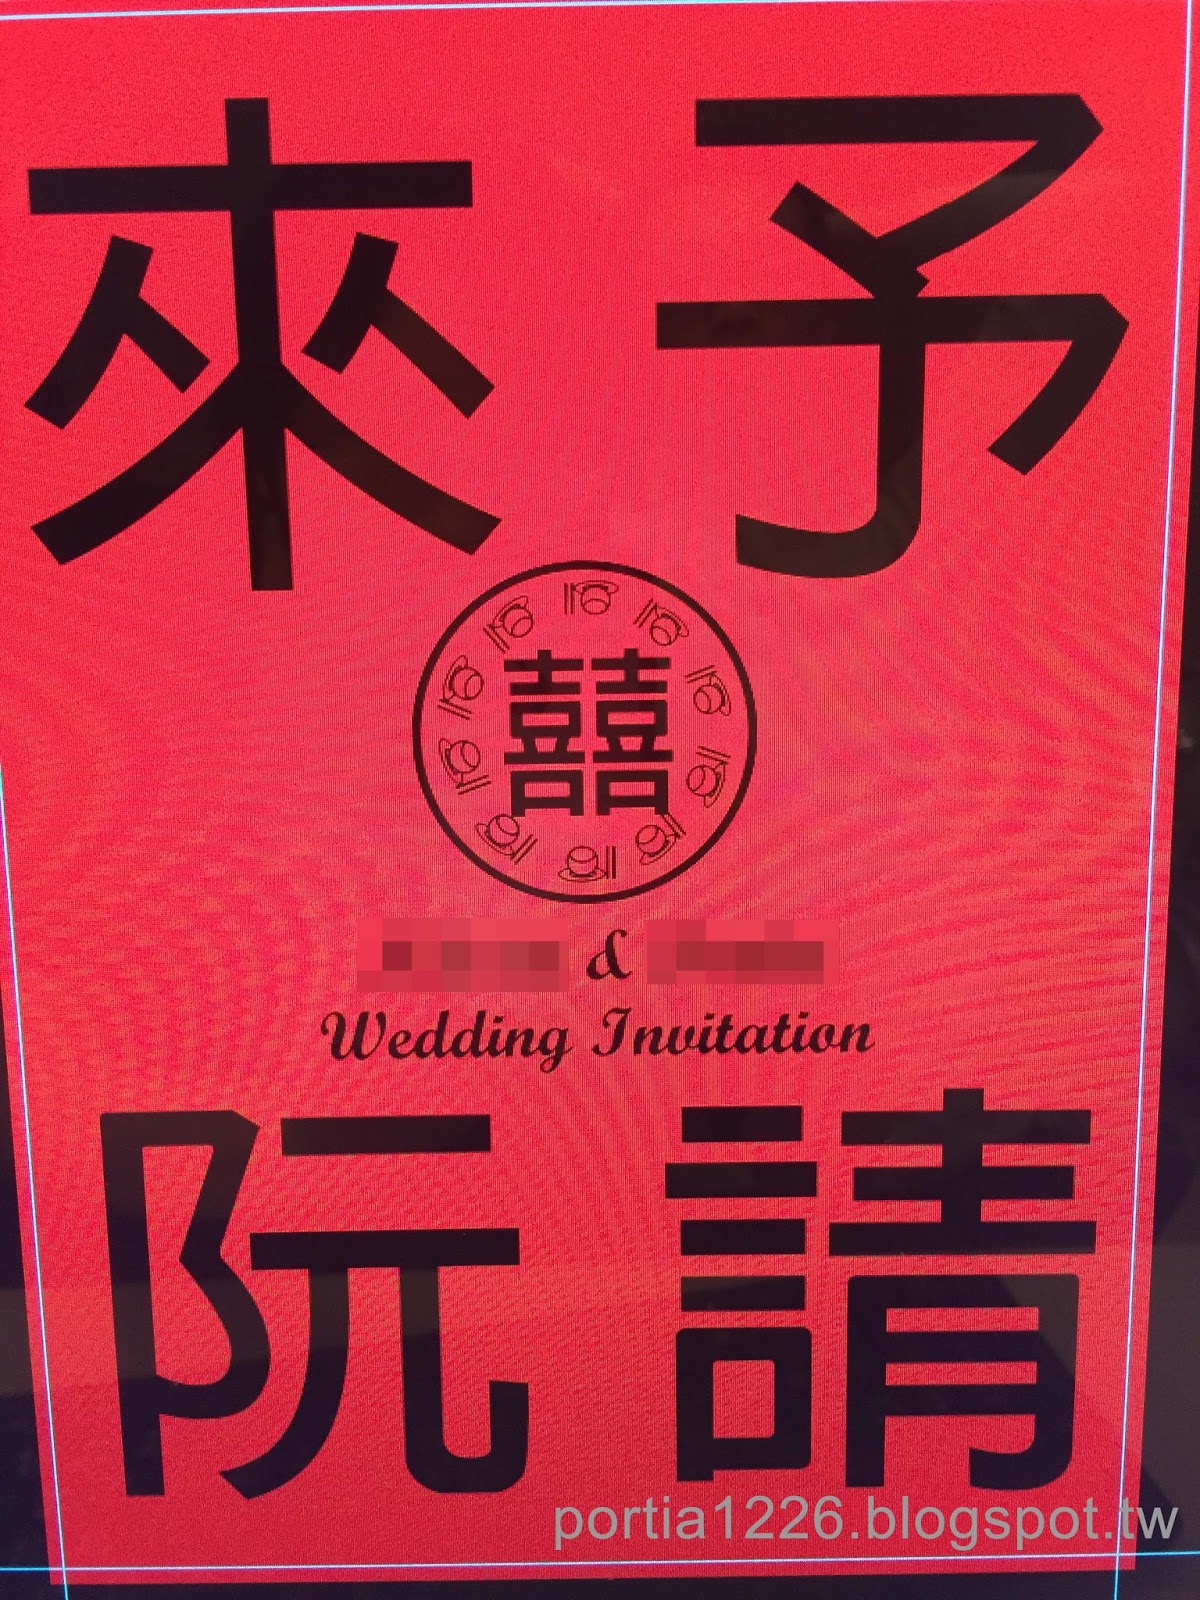 來 予
囍
&
Wedding Invitation
阮 請
portia1226.blogspot.tw